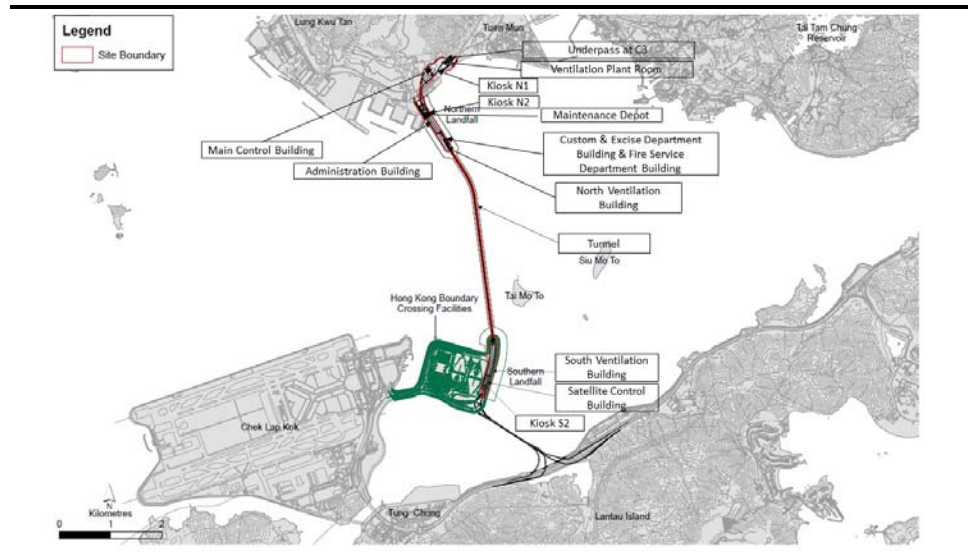 Legend
Site Boundary
Lung Kwu Tan
Tuen Mun
Tai Tam Chung
Reservoir
Underpass at C3
Ventilation Plant Room
Kiosk N1
Kiosk N2
Northern
Landfall
Maintenance Depot
Main Control Building
Administration Building
Custom & Excise Department
Building & Fire Service
Department Building
North Ventilation
Building
Tunnel
Siu Mo To
Tai Mo To
Hong Kong Boundary
Crossing Facilities
South Ventilation
Building
Southern
Landfall
Satellite Control
Building
Kiosk S2
Chek Lap Kok
N
Kilometres
0 1 2
Tung Chung
Lantau Island